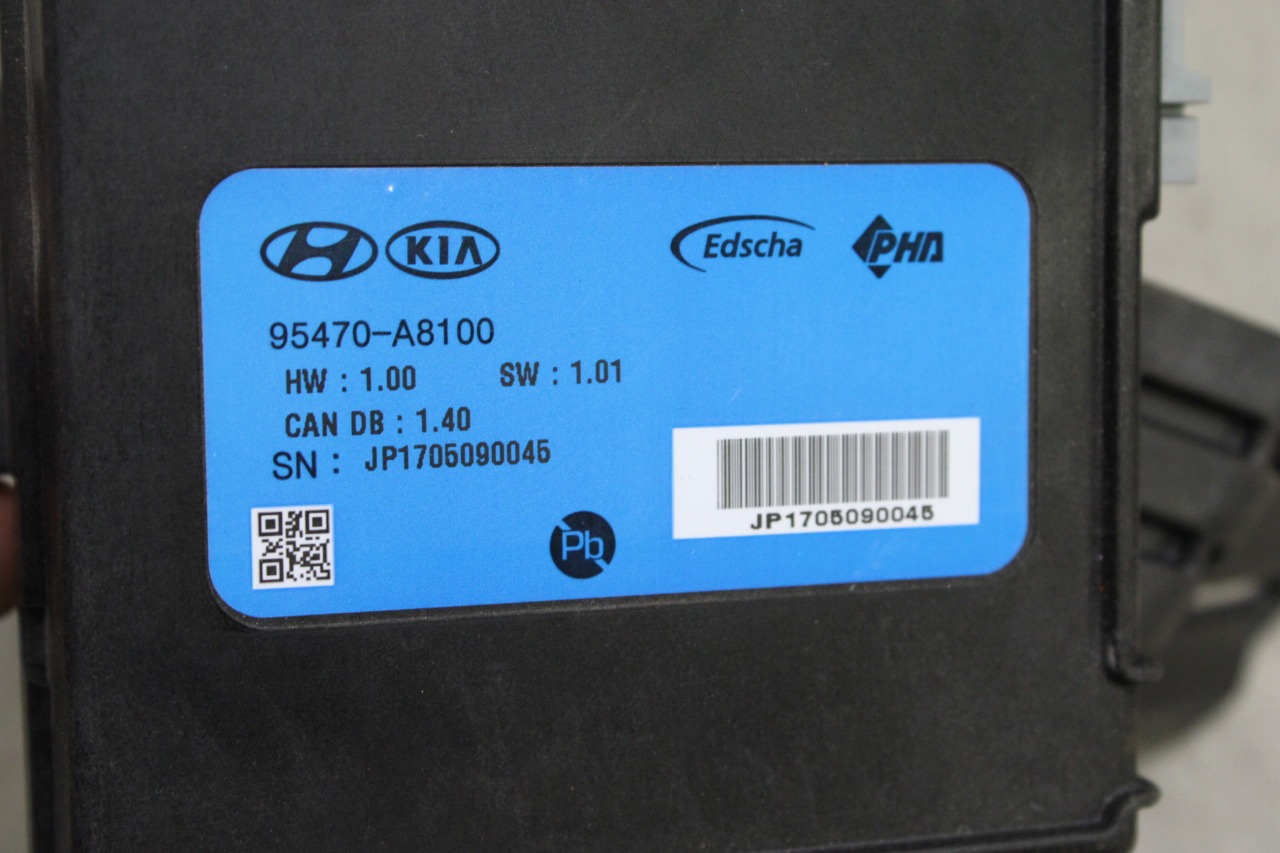 KIA Edscha PHA
95470-A8100
HW : 1.00 SW : 1.01
CAN DB : 1.40
SN : JP1705090045
JP1705090045
Pb